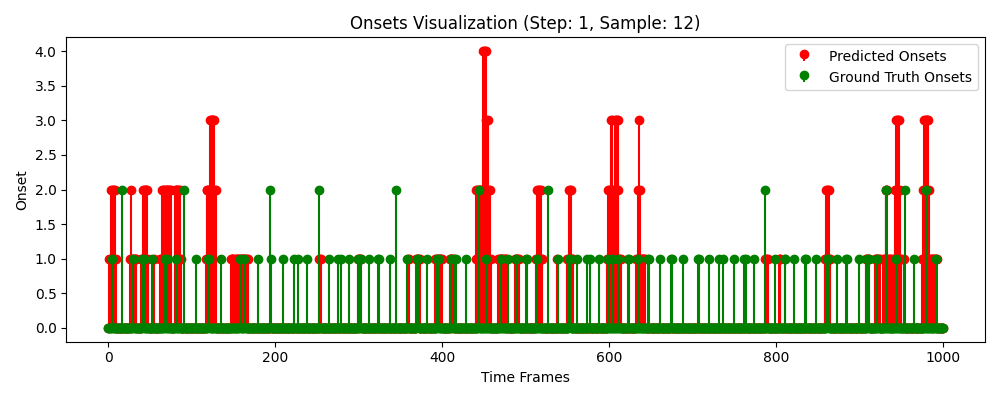 Onsets Visualization (Step: 1, Sample: 12)
Predicted Onsets
Ground Truth Onsets
4.0
3.5
3.0
2.5
2.0
1.5
1.0
0.5
0.0
Onset
0 200 400 600 800 1000
Time Frames